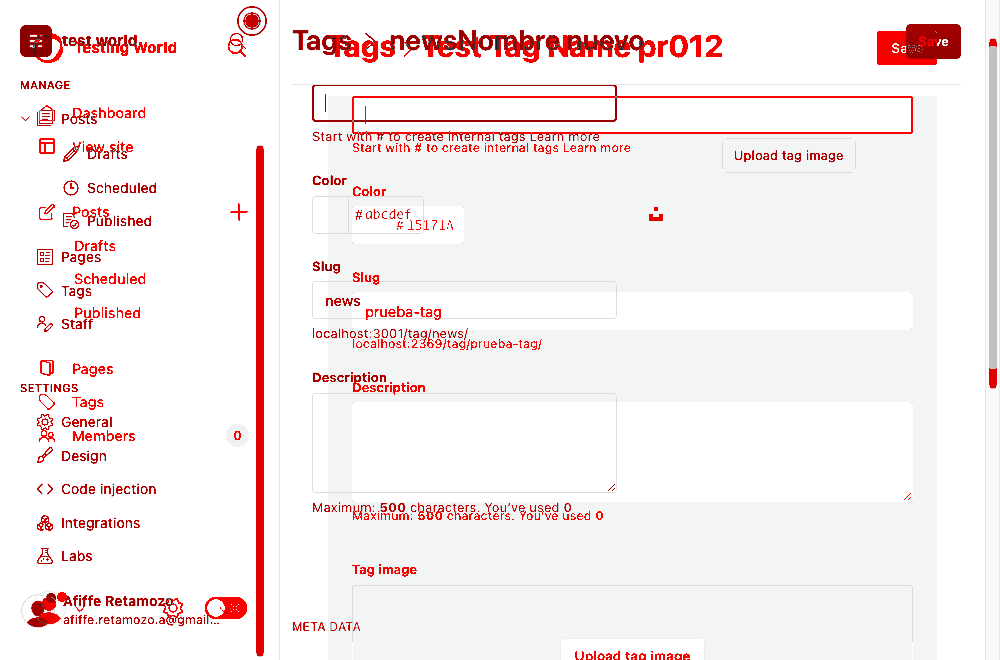 test world
Testing World
MANAGE
Dashboard
Posts
View site
Drafts
Scheduled
Posts
Published
Drafts
Pages
Scheduled
Tags
Published
Staff
Pages
SETTINGS
Tags
General
Members
0
Design
Code injection
Integrations
Labs
Afiffe Retamozo
afiffe.retamozo.a@gmail...
Tags newsNombre nuevo
Tags Test Tag Name pr012
Save
Save
Start with # to create internal tags Learn more
Start with # to create internal tags Learn more
Upload tag image
Color
Color
#abcdef
#15171A
Slug
Slug
news
prueba-tag
localhost:3001/tag/news/
localhost:2369/tag/prueba-tag/
Description
Description
Maximum: 500 characters. You've used 0
Maximum: 500 characters. You've used 0
Tag image
META DATA
Upload tag image